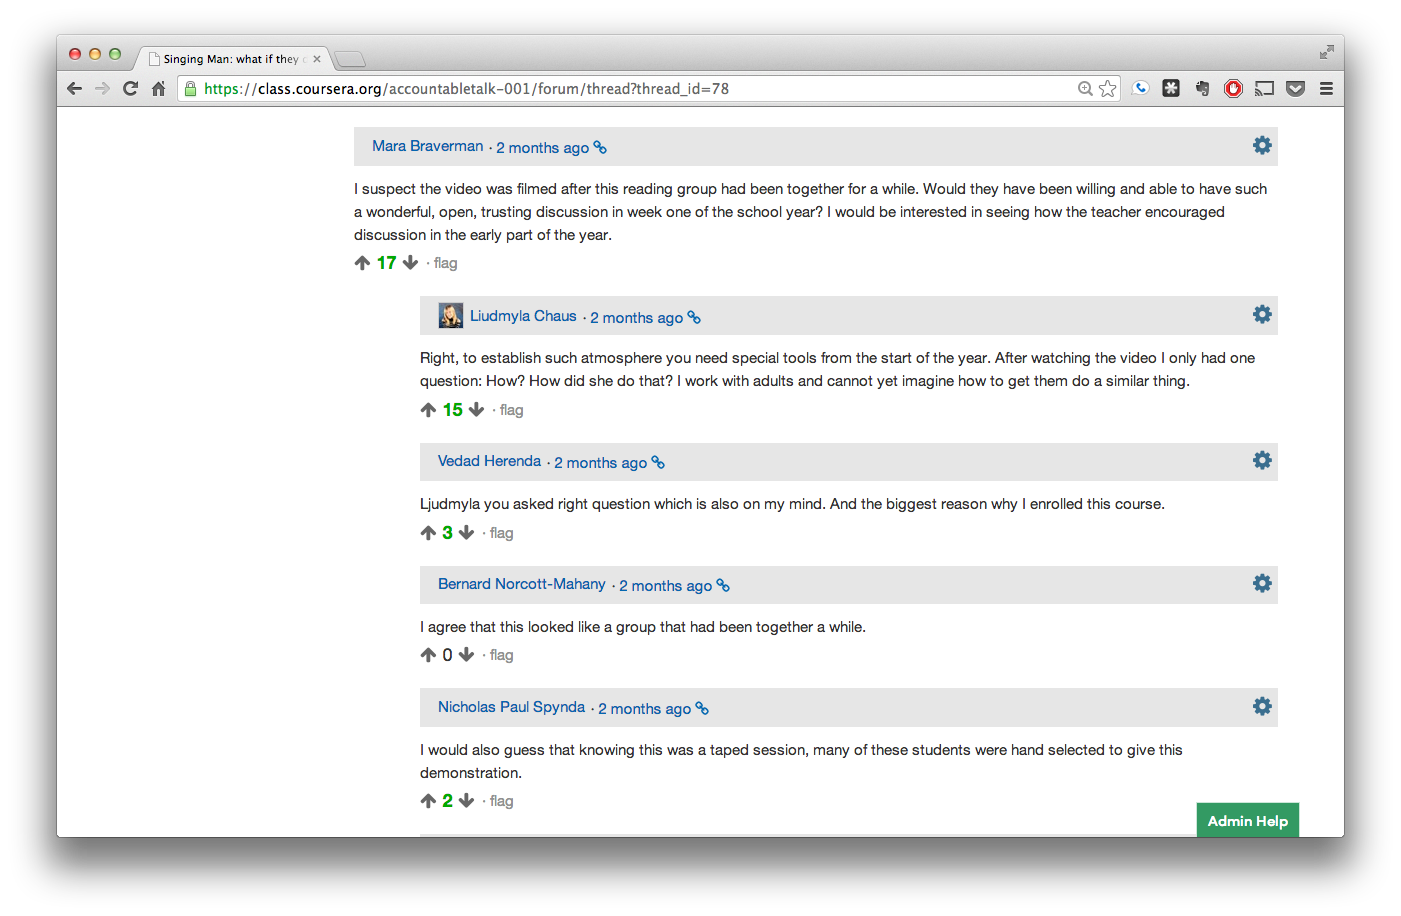 Singing Man: what if they
https://class.coursera.org/accountabletalk-001/forum/thread?thread_id=78
Mara Braverman · 2 months ago
I suspect the video was filmed after this reading group had been together for a while. Would they have been willing and able to have such
a wonderful, open, trusting discussion in week one of the school year? I would be interested in seeing how the teacher encouraged
discussion in the early part of the year.
17 · flag
Liudmyla Chaus · 2 months ago
Right, to establish such atmosphere you need special tools from the start of the year. After watching the video I only had one
question: How? How did she do that? I work with adults and cannot yet imagine how to get them do a similar thing.
15 · flag
Vedad Herenda · 2 months ago
Ljudmyla you asked right question which is also on my mind. And the biggest reason why I enrolled this course.
3 · flag
Bernard Norcott-Mahany · 2 months ago
I agree that this looked like a group that had been together a while.
0 · flag
Nicholas Paul Spynda · 2 months ago
I would also guess that knowing this was a taped session, many of these students were hand selected to give this
demonstration.
2 · flag
Admin Help